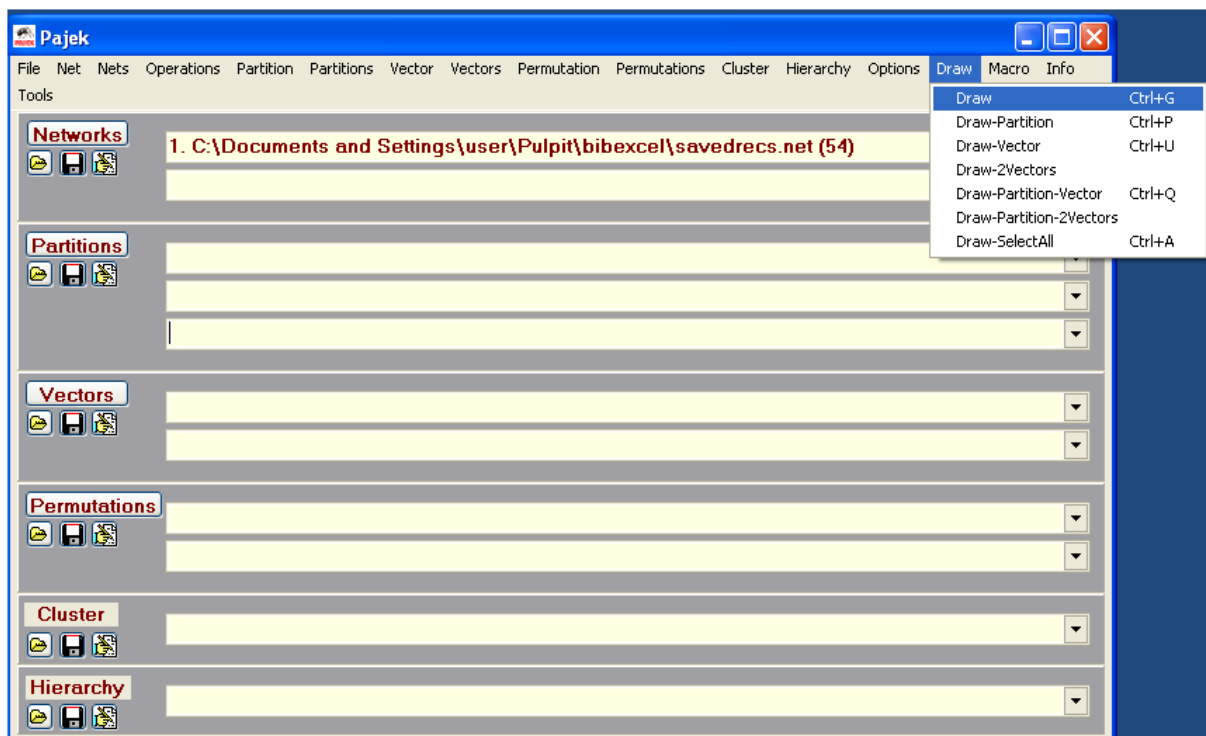 Pajek
File Net Nets Operations Partition Partitions Vector Vectors Permutation Permutations Cluster Hierarchy Options Draw Macro Info
Tools
Draw Ctrl+G
Draw-Partition Ctrl+P
Draw-Vector Ctrl+U
Draw-2Vectors
Draw-Partition-Vector Ctrl+Q
Draw-Partition-2Vectors
Draw-SelectAll Ctrl+A
Networks
1. C:\Documents and Settings\user\Pulpit\bibexcel\savedrecs.net (54)
Partitions
Vectors
Permutations
Cluster
Hierarchy